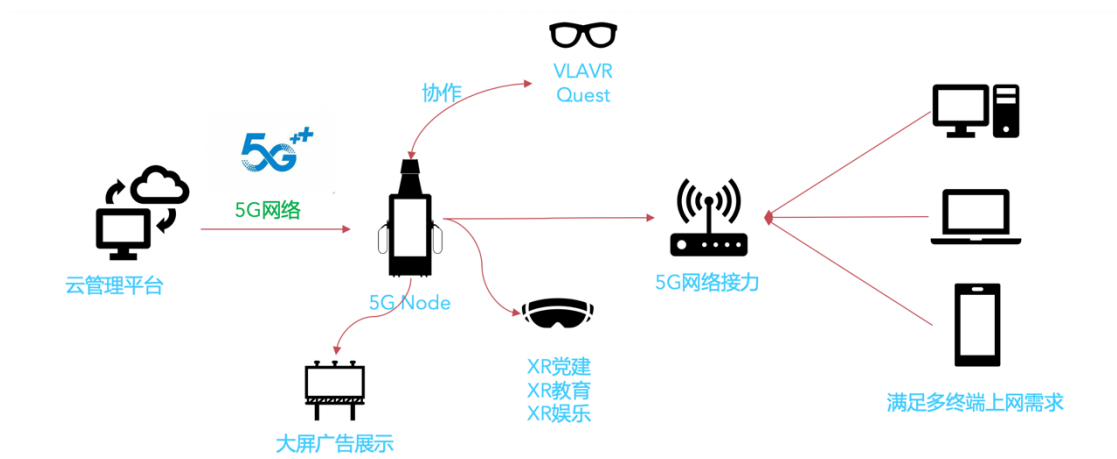 VLAVR
Quest
协作
5G++
5G网络
云管理平台
5G Node
5G网络接力
XR党建
XR教育
XR娱乐
大屏广告展示
满足多终端上网需求